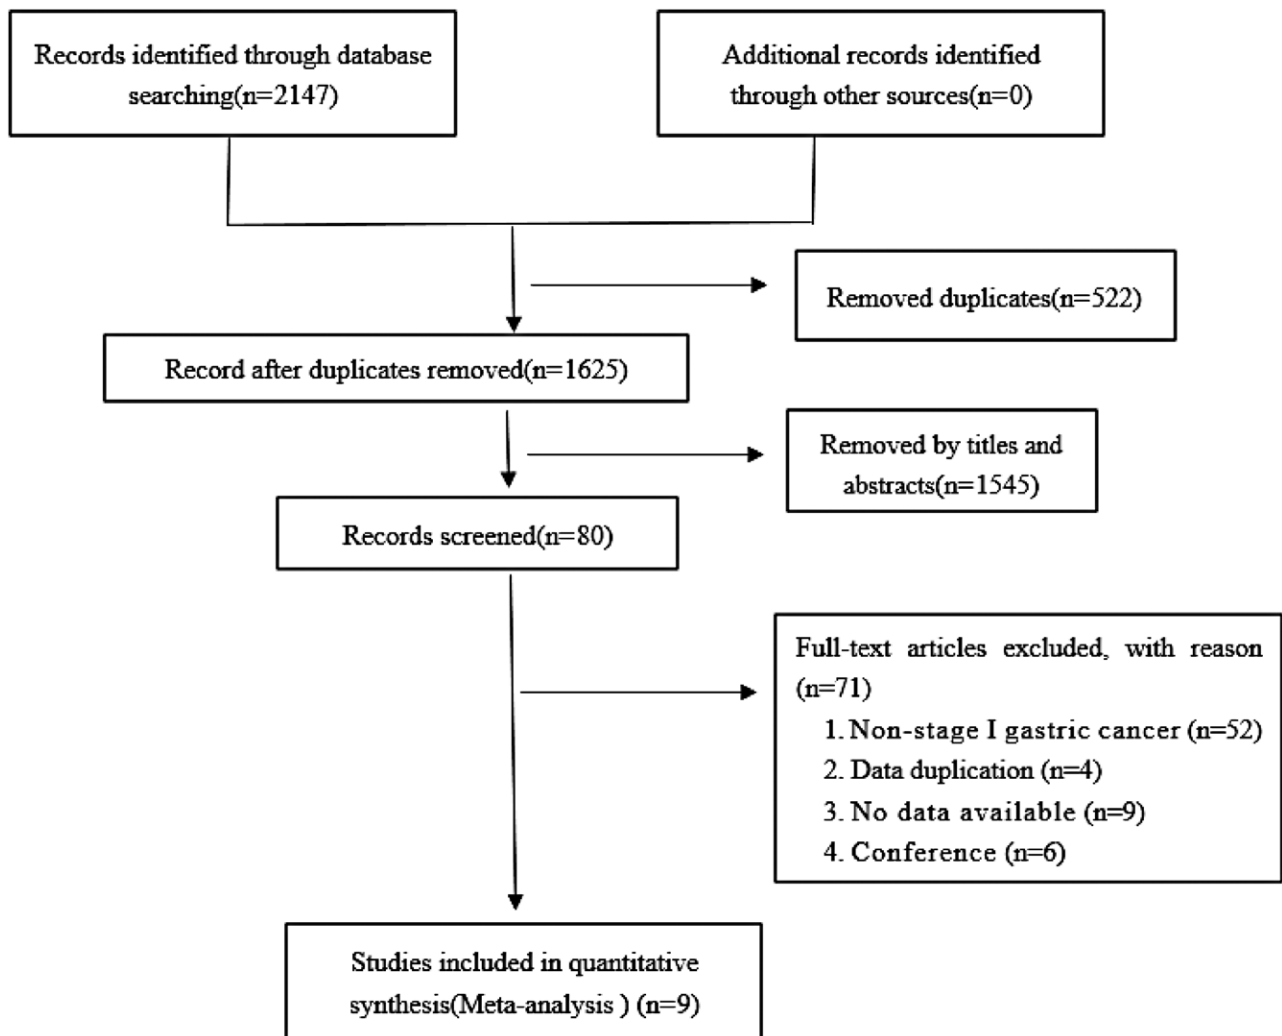 Records identified through database
searching(n=2147)
Additional records identified
through other sources(n=0)
Removed duplicates(n=522)
Record after duplicates removed(n=1625)
Removed by titles and
abstracts(n=1545)
Records screened(n=80)
Full-text articles excluded, with reason
(n=71)
1. Non-stage I gastric cancer (n=52)
2. Data duplication (n=4)
3. No data available (n=9)
4. Conference (n=6)
Studies included in quantitative
synthesis(Meta-analysis ) (n=9)